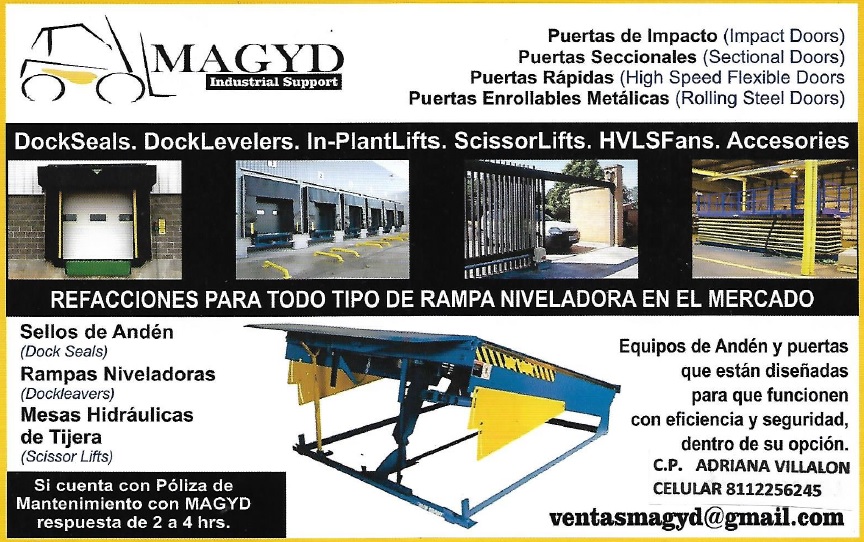 MAGYD
Industrial Support
Puertas de Impacto (Impact Doors)
Puertas Seccionales (Sectional Doors)
Puertas Rápidas (High Speed Flexible Doors
Puertas Enrollables Metálicas (Rolling Steel Doors)
DockSeals. DockLevelers. In-PlantLifts. ScissorLifts. HVLSFans. Accesories
REFACCIONES PARA TODO TIPO DE RAMPA NIVELADORA EN EL MERCADO
Sellos de Andén
(Dock Seals)
Rampas Niveladoras
(Dockleavers)
Mesas Hidráulicas
de Tijera
(Scissor Lifts)
Si cuenta con Póliza de
Mantenimiento con MAGYD
respuesta de 2 a 4 hrs.
Equipos de Andén y puertas
que están diseñadas
para que funcionen
con eficiencia y seguridad,
dentro de su opción.
C.P. ADRIANA VILLALON
CELULAR 8112256245
ventasmagyd@gmail.com